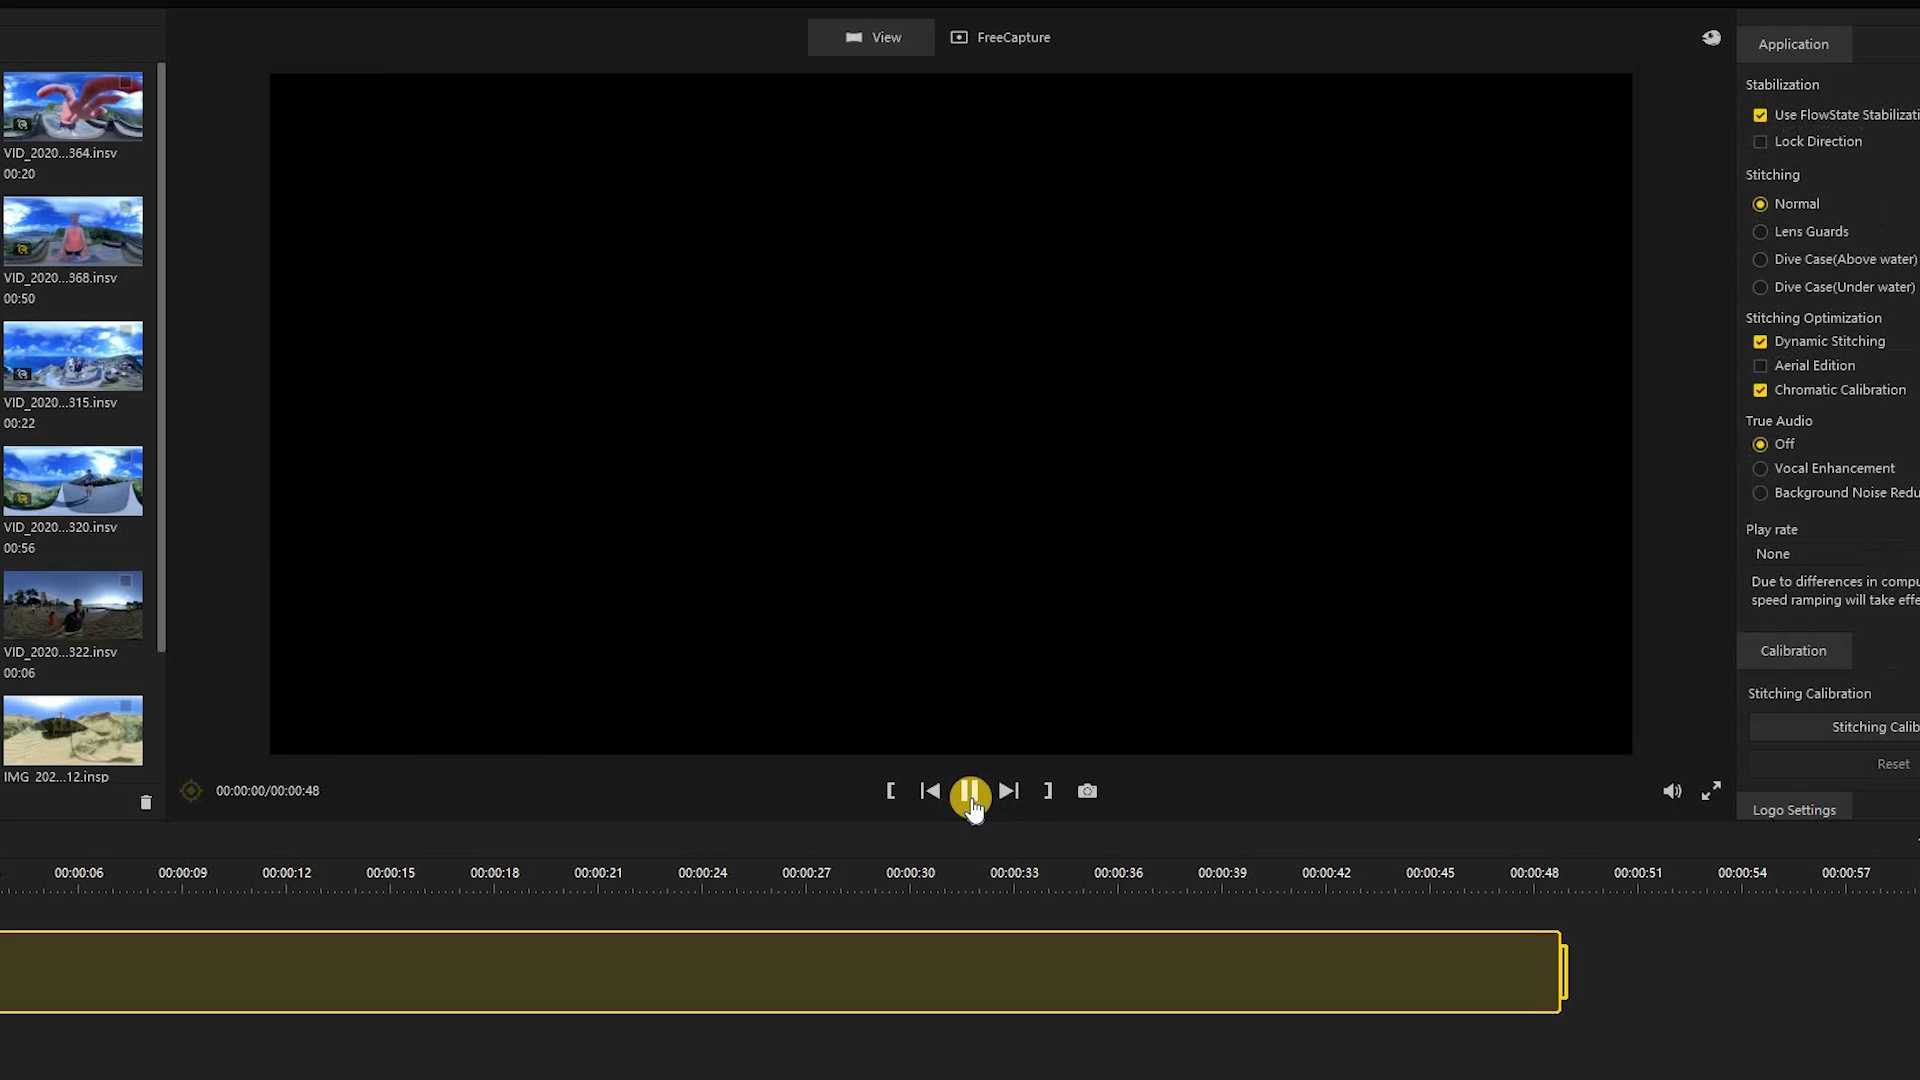 View
FreeCapture
Application
VID_2020...364.insv
00:20
VID_2020...368.insv
00:50
VID_2020...315.insv
00:22
VID_2020...320.insv
00:56
VID_2020...322.insv
00:06
IMG_202...12.insp
Stabilization
Use FlowState Stabilizati
Lock Direction
Stitching
Normal
Lens Guards
Dive Case(Above water)
Dive Case(Under water)
Stitching Optimization
Dynamic Stitching
Aerial Edition
Chromatic Calibration
True Audio
Off
Vocal Enhancement
Background Noise Redu
Play rate
None
Due to differences in compu
speed ramping will take effe
Calibration
Stitching Calibration
Stitching Calib
Reset
Logo Settings
00:00:00/00:00:48
00:00:06 00:00:09 00:00:12 00:00:15 00:00:18 00:00:21 00:00:24 00:00:27 00:00:30 00:00:33 00:00:36 00:00:39 00:00:42 00:00:45 00:00:48 00:00:51 00:00:54 00:00:57